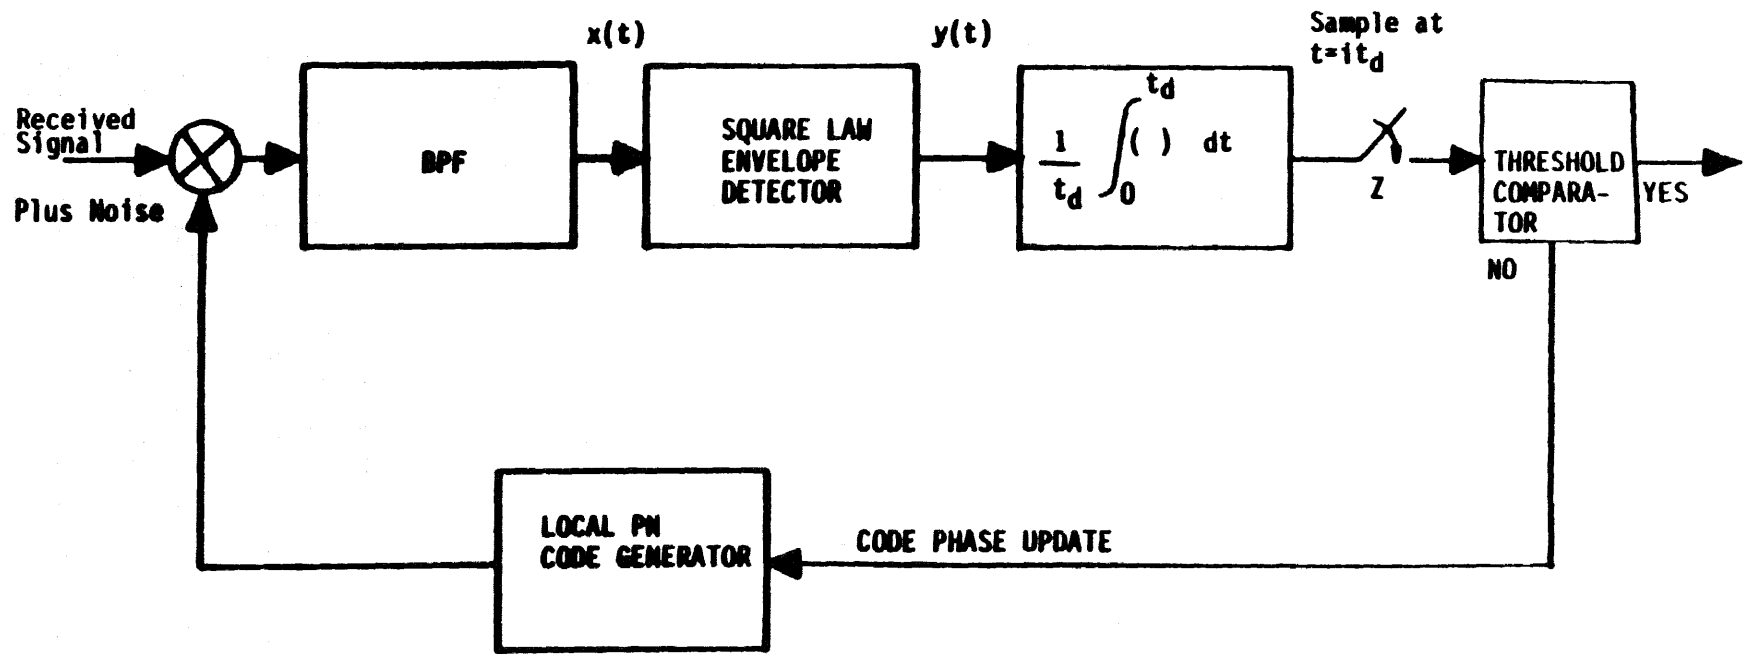 x(t)
y(t)
Sample at
t=it_d
Received
Signal
Plus Noise
BPF
SQUARE LAW
ENVELOPE
DETECTOR
1/t_d ∫_0^t_d ( ) dt
Z
THRESHOLD
COMPARA-
TOR
YES
NO
LOCAL PN
CODE GENERATOR
CODE PHASE UPDATE